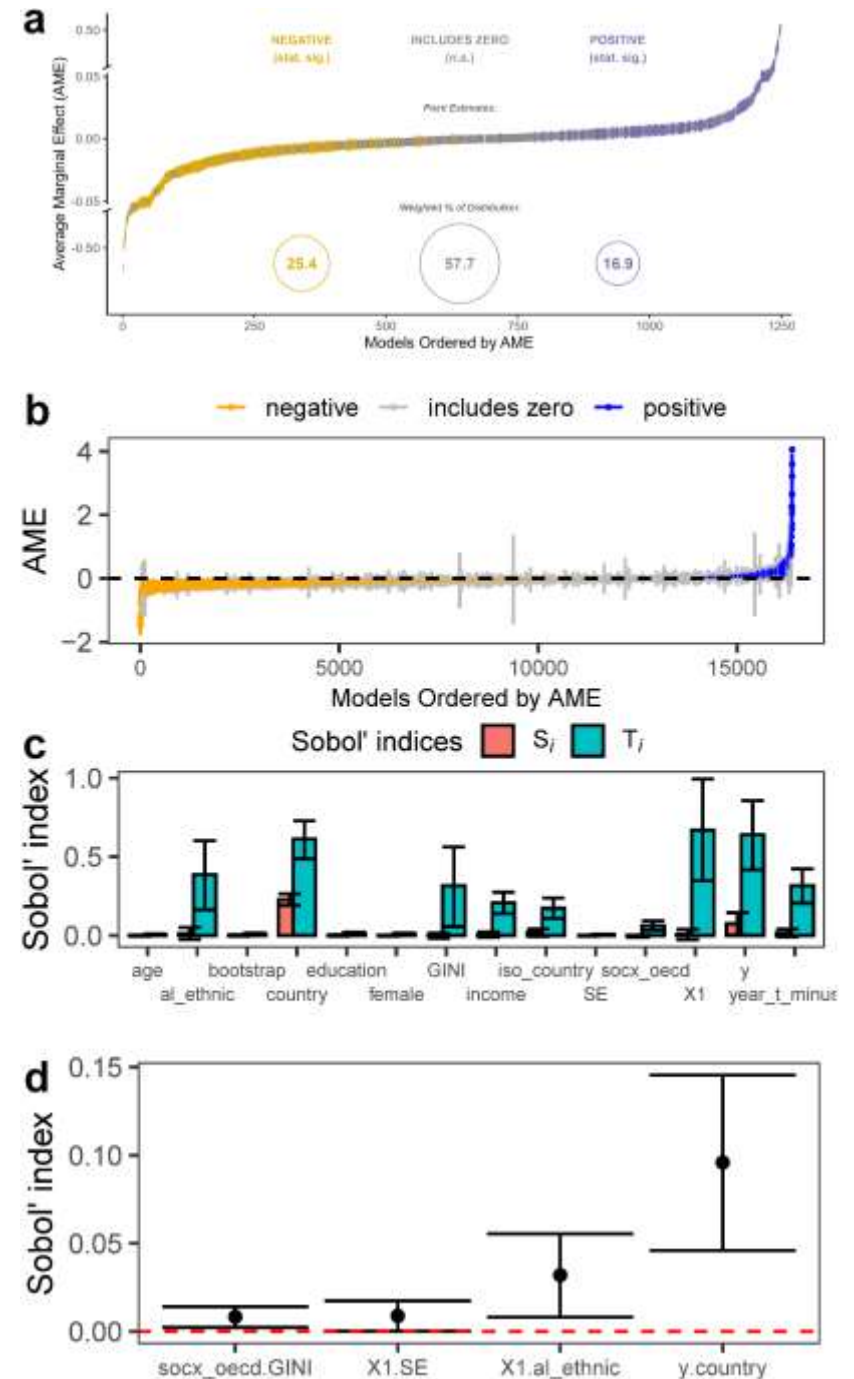 a
Average Marginal Effect (AME)
0.50
0.05
0.00
-0.05
-0.50
NEGATIVE INCLUDES ZERO POSITIVE
(stat. sig.) (n.s.) (stat. sig.)
Point Estimates
Weighted % of Distribution
25.4 57.7 16.9
0 250 500 750 1000 1250
Models Ordered by AME
b
negative includes zero positive
AME
4
2
0
−2
0 5000 10000 15000
Models Ordered by AME
c
Sobol' indices Si Ti
Sobol' index
1.0
0.5
0.0
age bootstrap education GINI iso_country socx_oecd y
al_ethnic country female income SE X1 year_t_minus
d
Sobol' index
0.15
0.10
0.05
0.00
socx_oecd.GINI X1.SE X1.al_ethnic y.country